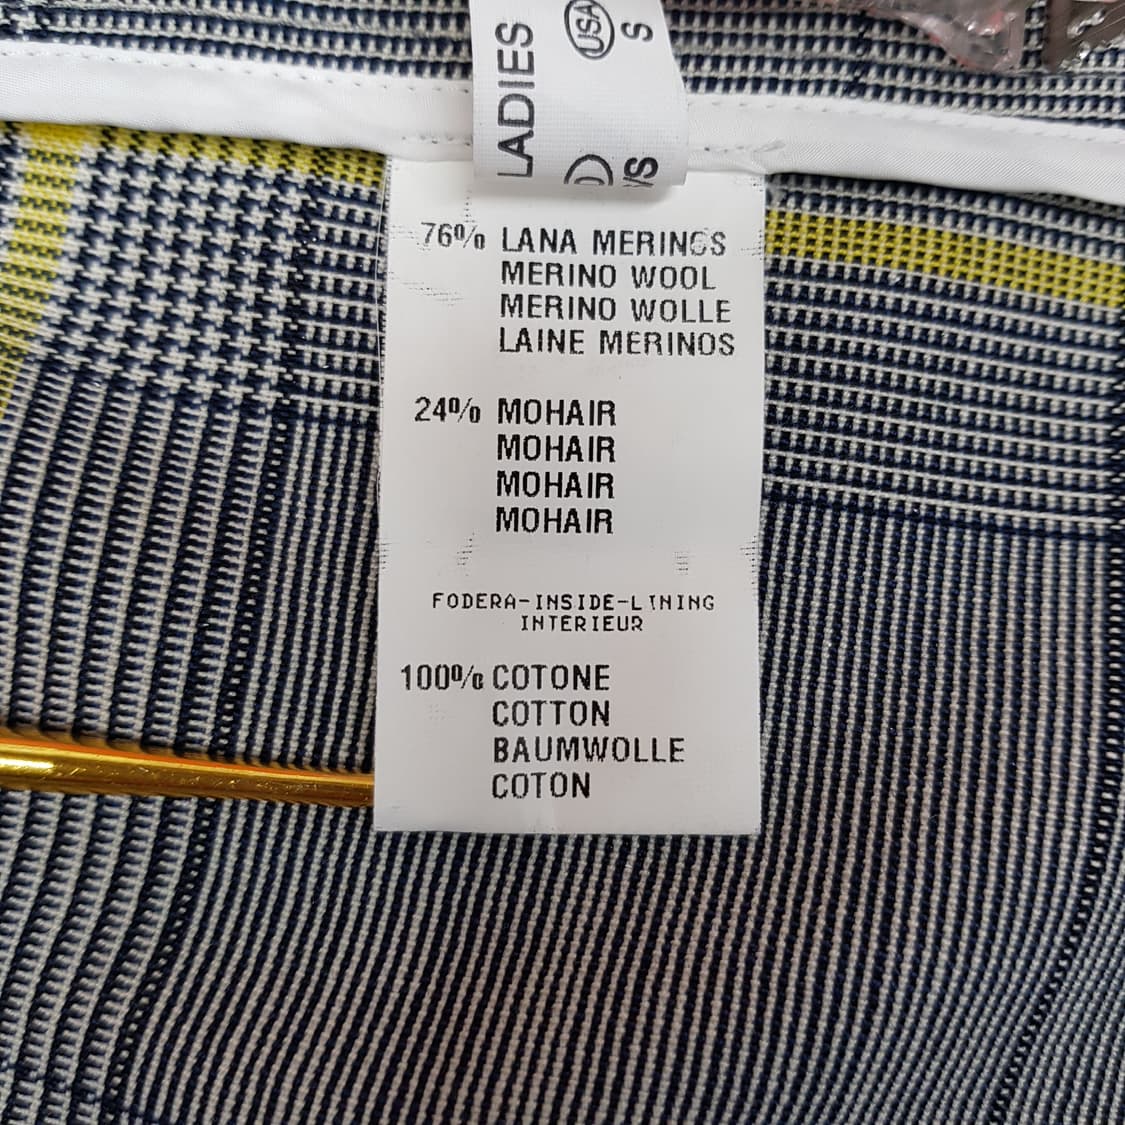 LADIES
USA
S
76% LANA MERINOS
MERINO WOOL
MERINO WOLLE
LAINE MERINOS
24% MOHAIR
MOHAIR
MOHAIR
MOHAIR
FODERA-INSIDE-LINING
INTERIEUR
100% COTONE
COTTON
BAUMWOLLE
COTON